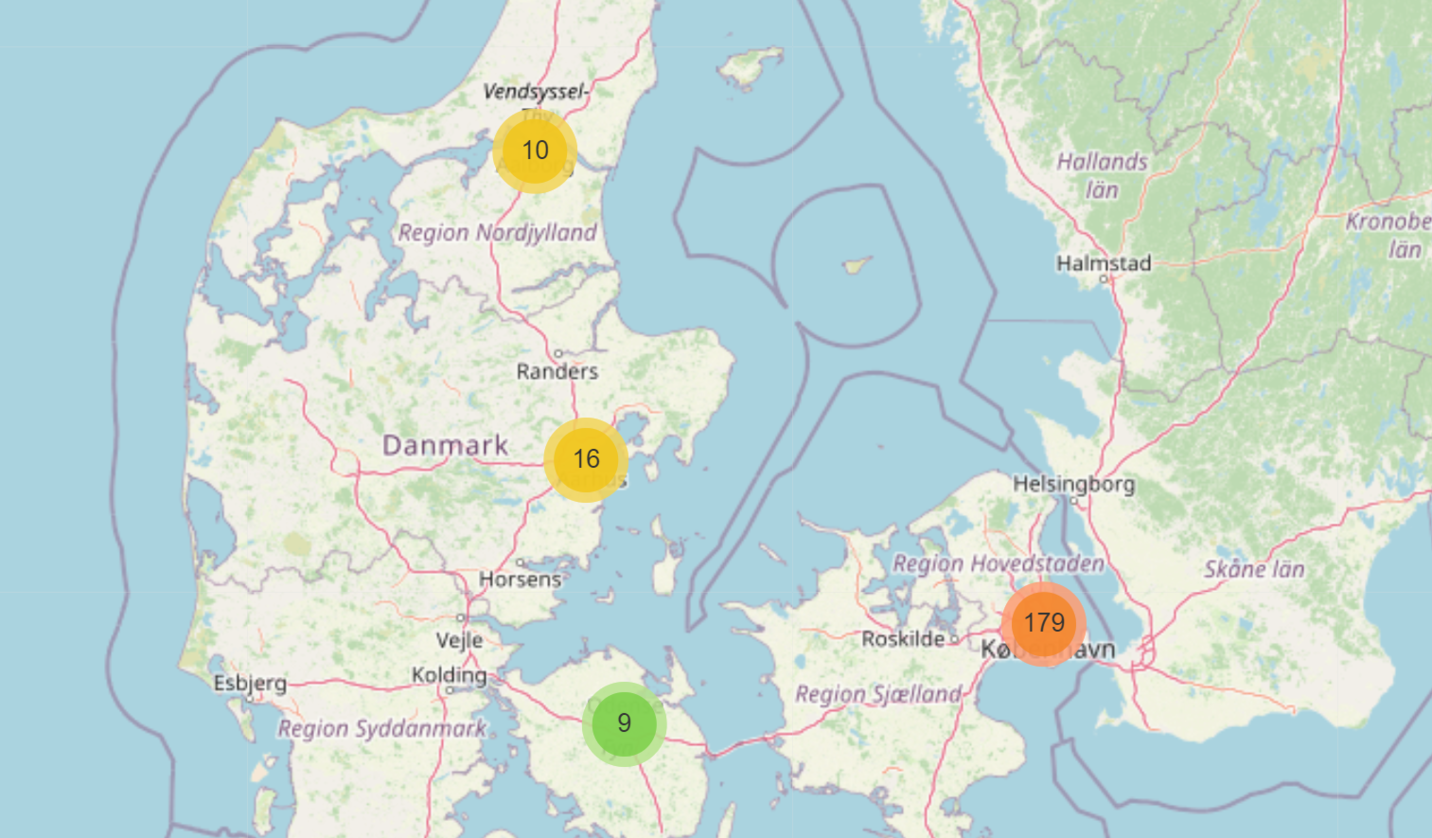 Vendsyssel-
10
Hallands
län
Region Nordjylland
Kronobe
län
Halmstad
Randers
Danmark
16
Helsingborg
Region Hovedstaden
Skåne län
Horsens
179
Roskilde
Vejle
Kolding
Esbjerg
Region Sjælland
Region Syddanmark
9